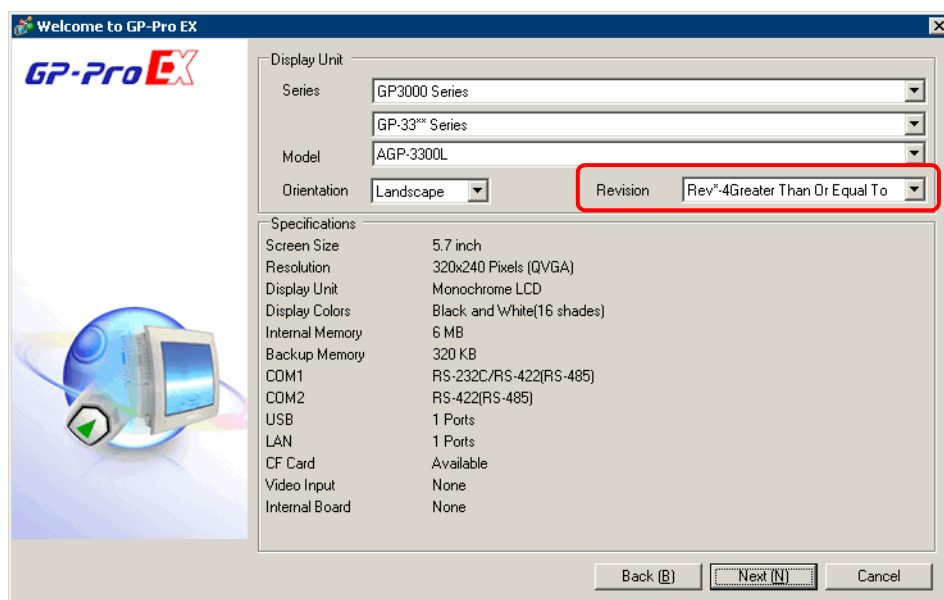 Welcome to GP-Pro EX
GP-Pro EX
Display Unit
Series GP3000 Series
GP-33** Series
Model AGP-3300L
Orientation Landscape Revision Rev*-4Greater Than Or Equal To
Specifications
Screen Size 5.7 inch
Resolution 320x240 Pixels (QVGA)
Display Unit Monochrome LCD
Display Colors Black and White(16 shades)
Internal Memory 6 MB
Backup Memory 320 KB
COM1 RS-232C/RS-422(RS-485)
COM2 RS-422(RS-485)
USB 1 Ports
LAN 1 Ports
CF Card Available
Video Input None
Internal Board None
Back (B) Next (N) Cancel